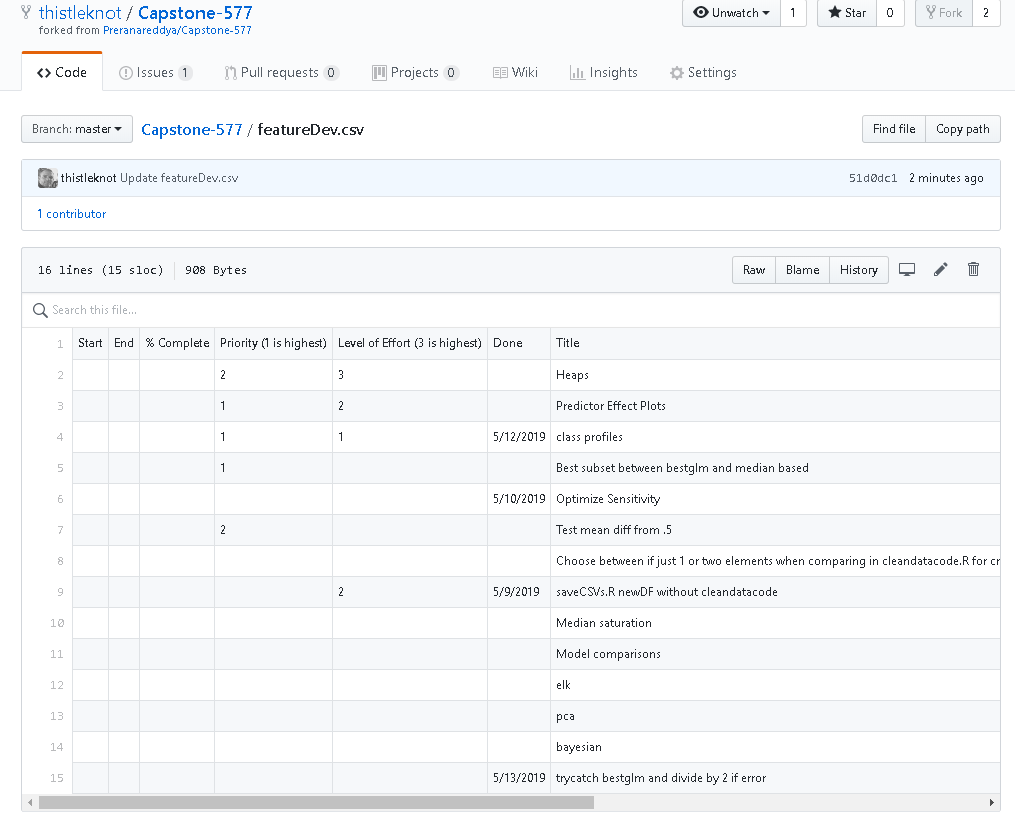 thistleknot / Capstone-577
forked from Preranareddya/Capstone-577
Unwatch 1 Star 0 Fork 2
Code Issues 1 Pull requests 0 Projects 0 Wiki Insights Settings
Branch: master Capstone-577 / featureDev.csv Find file Copy path
thistleknot Update featureDev.csv 51d0dc1 2 minutes ago
1 contributor
16 lines (15 sloc) 908 Bytes Raw Blame History
Search this file...
1 Start End % Complete Priority (1 is highest) Level of Effort (3 is highest) Done Title
2 2 3 Heaps
3 1 2 Predictor Effect Plots
4 1 1 5/12/2019 class profiles
5 1 Best subset between bestglm and median based
6 5/10/2019 Optimize Sensitivity
7 2 Test mean diff from .5
8 Choose between if just 1 or two elements when comparing in cleandatacode.R for cr
9 2 5/9/2019 saveCSVs.R newDF without cleandatacode
10 Median saturation
11 Model comparisons
12 elk
13 pca
14 bayesian
15 5/13/2019 trycatch bestglm and divide by 2 if error